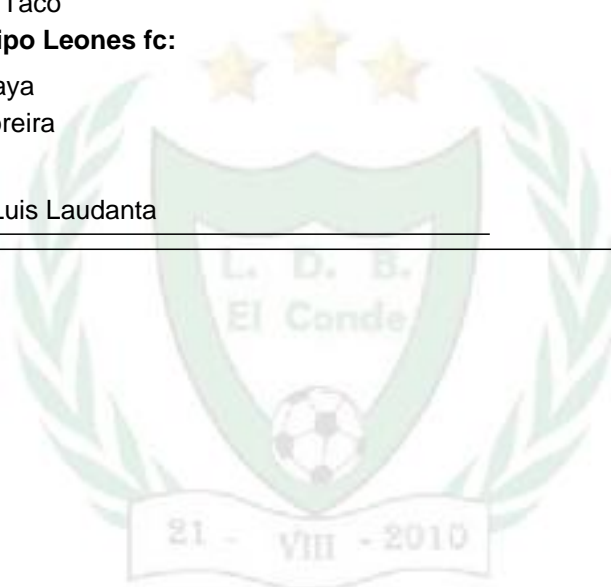 Taco
ipo Leones fc:
aya
reira
Luis Laudanta
L. D. B.
El Conde
21 - VIII - 2010